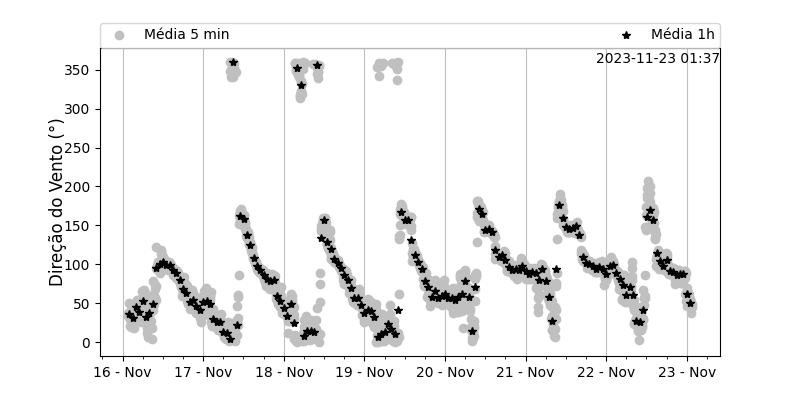 Média 5 min
Média 1h
2023-11-23 01:37
Direção do Vento (°)
350
300
250
200
150
100
50
0
16 - Nov
17 - Nov
18 - Nov
19 - Nov
20 - Nov
21 - Nov
22 - Nov
23 - Nov